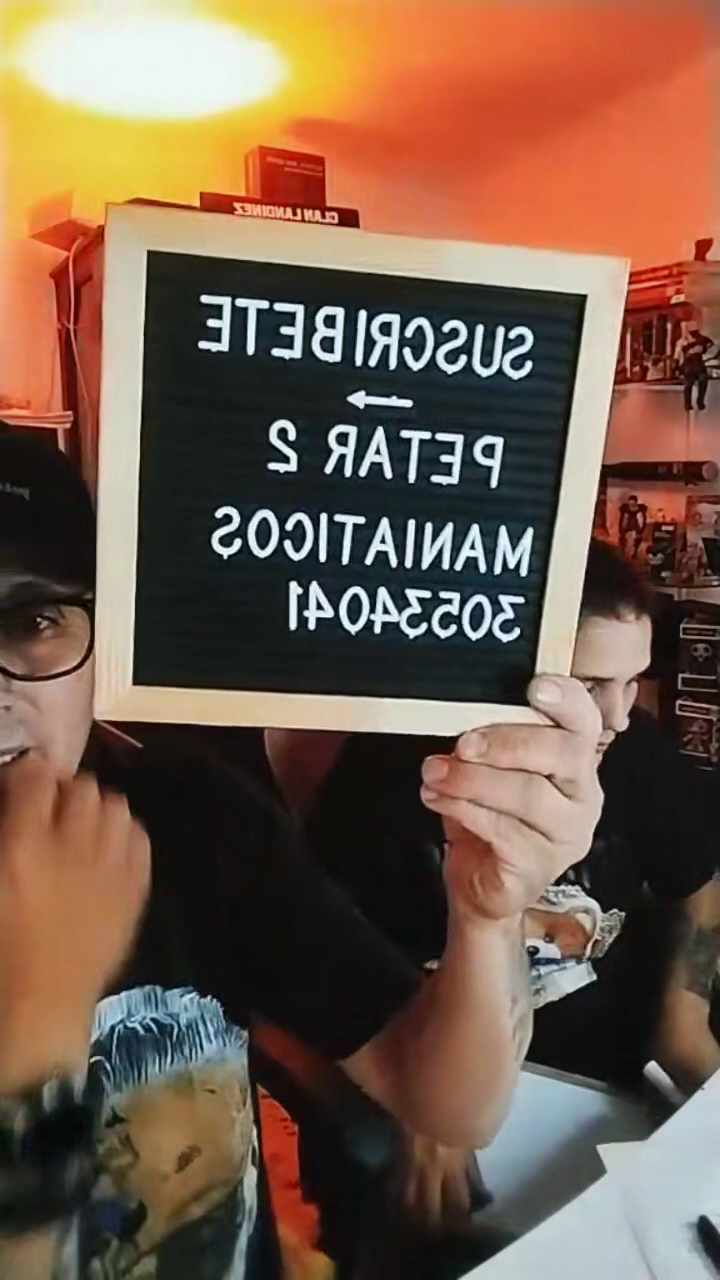 CLAN LANDINEZ
SUSCRIBETE
→
PETAR 2
MANIATICOS
30534041